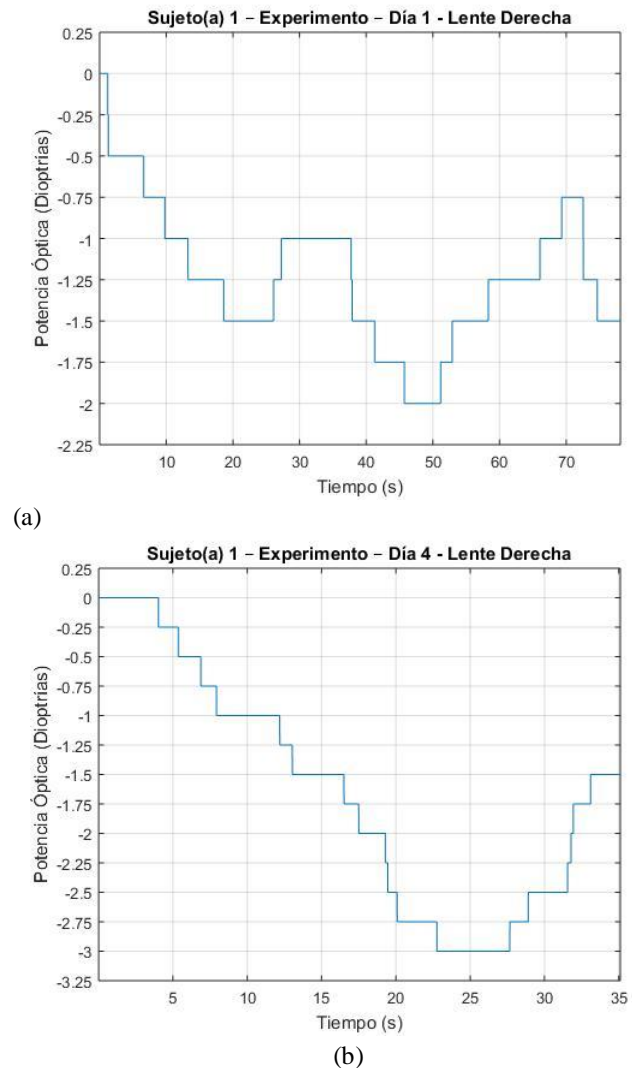 Sujeto(a) 1 – Experimento – Día 1 - Lente Derecha
0.25
0
-0.25
-0.5
-0.75
-1
-1.25
-1.5
-1.75
-2
-2.25
Potencia Óptica (Dioptrías)
10 20 30 40 50 60 70
Tiempo (s)
(a)
Sujeto(a) 1 – Experimento – Día 4 - Lente Derecha
0.25
0
-0.25
-0.5
-0.75
-1
-1.25
-1.5
-1.75
-2
-2.25
-2.5
-2.75
-3
-3.25
Potencia Óptica (Dioptrías)
5 10 15 20 25 30 35
Tiempo (s)
(b)